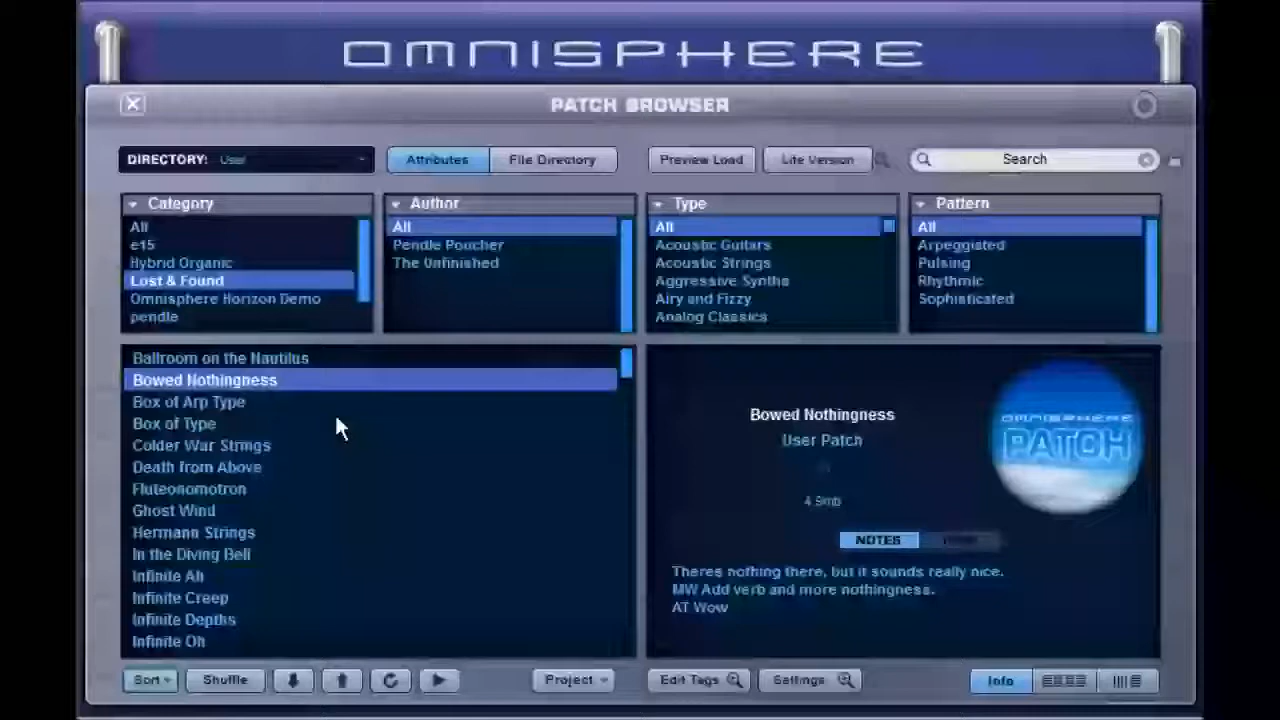 OMNISPHERE
PATCH BROWSER
DIRECTORY: User
Attributes
File Directory
Preview Load
Lite Version
Search
Category
All
e15
Hybrid Organic
Lost & Found
Omnisphere Horizon Demo
pendle
Author
All
Pendle Poucher
The Unfinished
Type
All
Acoustic Guitars
Acoustic Strings
Aggressive Synths
Airy and Fizzy
Analog Classics
Pattern
All
Arpeggiated
Pulsing
Rhythmic
Sophisticated
Ballroom on the Nautilus
Bowed Nothingness
Box of Arp Type
Box of Type
Colder War Strings
Death from Above
Fluteonomotron
Ghost Wind
Hermann Strings
In the Diving Bell
Infinite Ah
Infinite Creep
Infinite Depths
Infinite Oh
Bowed Nothingness
User Patch
4.5mb
NOTES
Theres nothing there, but it sounds really nice.
MW Add verb and more nothingness.
AT Wow
OMNISPHERE
PATCH
Sort
Shuffle
Project
Edit Tags
Settings
Info